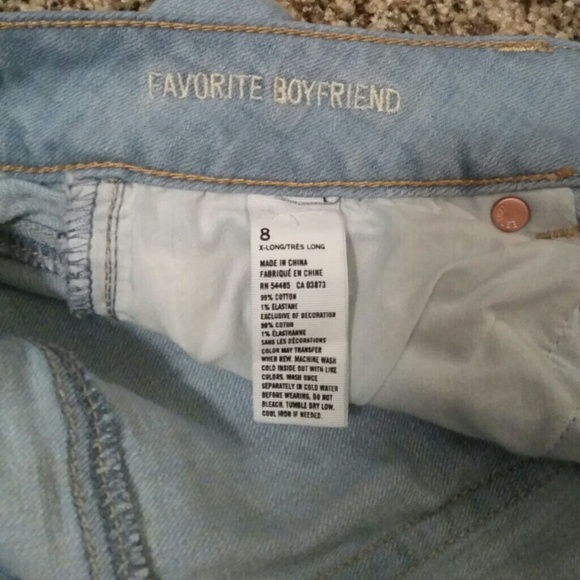 FAVORITE BOYFRIEND
8
X-LONG/TRÈS LONG
MADE IN CHINA
FABRIQUÉ EN CHINE
RN 54485 CA 03873
99% COTTON
1% ELASTANE
EXCLUSIVE OF DECORATION
99% COTON
1% ÉLASTHANNE
SANS LES DÉCORATIONS
COLOR MAY TRANSFER
WHEN NEW. MACHINE WASH
COLD INSIDE OUT WITH LIKE
COLORS. WASH ONCE
SEPARATELY IN COLD WATER
BEFORE WEARING. DO NOT
BLEACH. TUMBLE DRY LOW.
COOL IRON IF NEEDED.